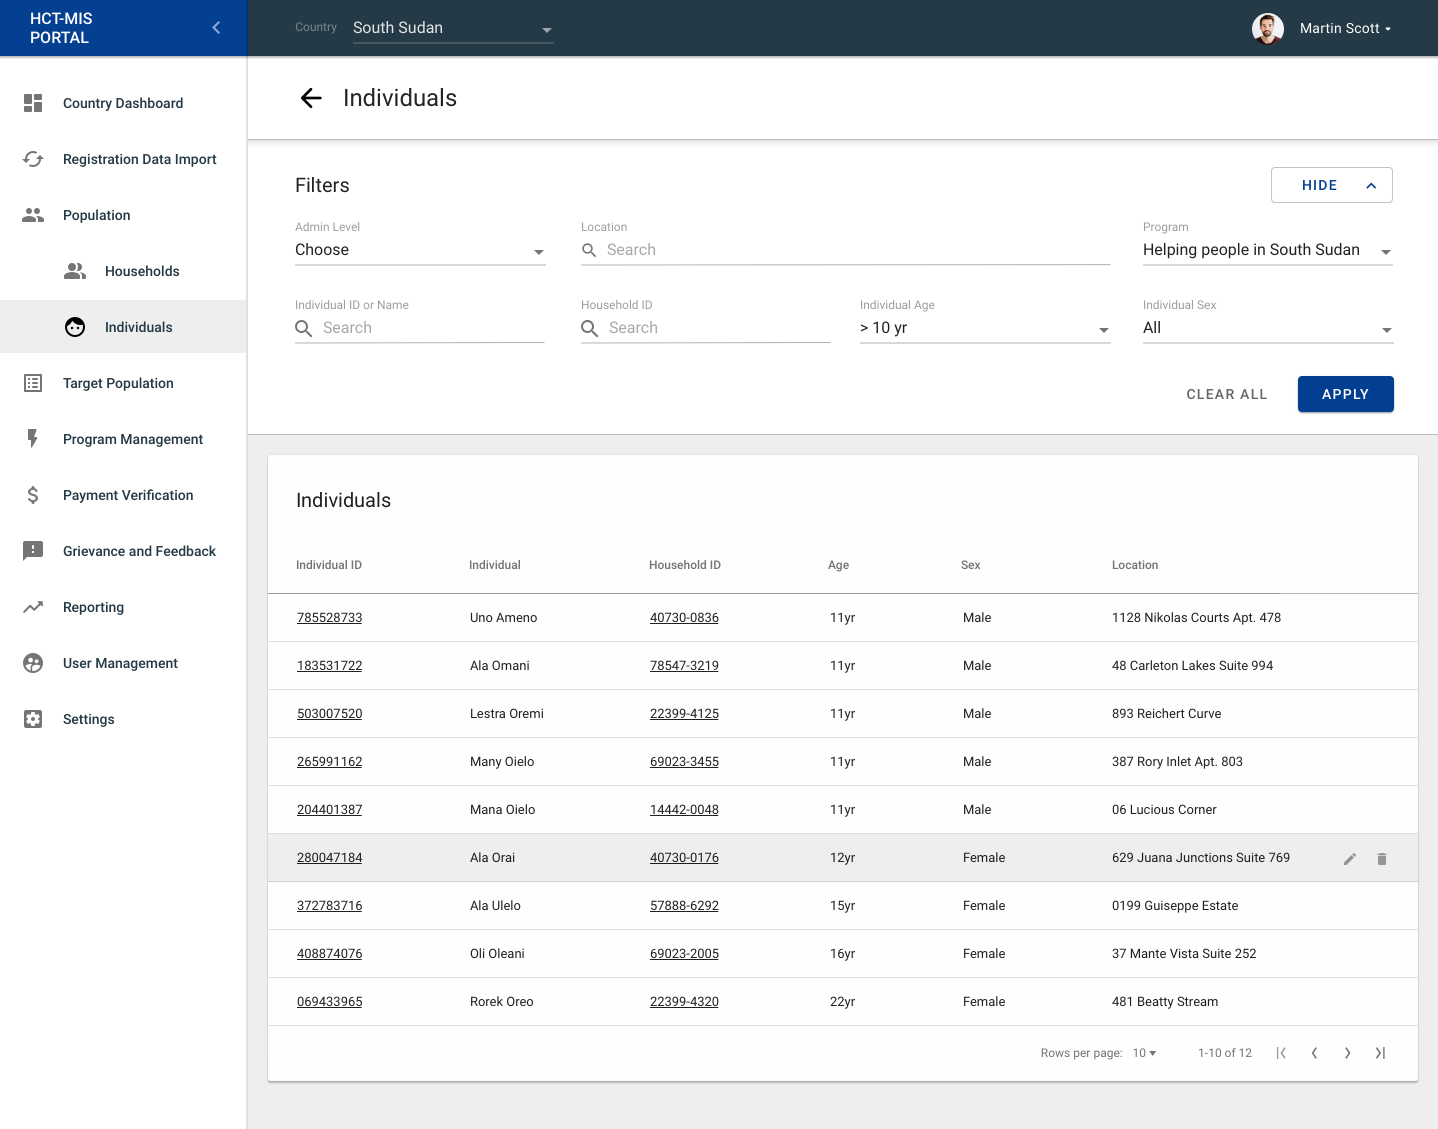 HCT-MIS
PORTAL
Country South Sudan
Martin Scott
Country Dashboard
Registration Data Import
Population
Households
Individuals
Target Population
Program Management
Payment Verification
Grievance and Feedback
Reporting
User Management
Settings
Individuals
Filters
HIDE
Admin Level
Choose
Location
Search
Program
Helping people in South Sudan
Individual ID or Name
Search
Household ID
Search
Individual Age
> 10 yr
Individual Sex
All
CLEAR ALL
APPLY
Individuals
Individual ID Individual Household ID Age Sex Location
785528733 Uno Ameno 40730-0836 11yr Male 1128 Nikolas Courts Apt. 478
183531722 Ala Omani 78547-3219 11yr Male 48 Carleton Lakes Suite 994
503007520 Lestra Oremi 22399-4125 11yr Male 893 Reichert Curve
265991162 Many Oielo 69023-3455 11yr Male 387 Rory Inlet Apt. 803
204401387 Mana Oielo 14442-0048 11yr Male 06 Lucious Corner
280047184 Ala Orai 40730-0176 12yr Female 629 Juana Junctions Suite 769
372783716 Ala Ulelo 57888-6292 15yr Female 0199 Guiseppe Estate
408874076 Oli Oleani 69023-2005 16yr Female 37 Mante Vista Suite 252
069433965 Rorek Oreo 22399-4320 22yr Female 481 Beatty Stream
Rows per page: 10 1-10 of 12